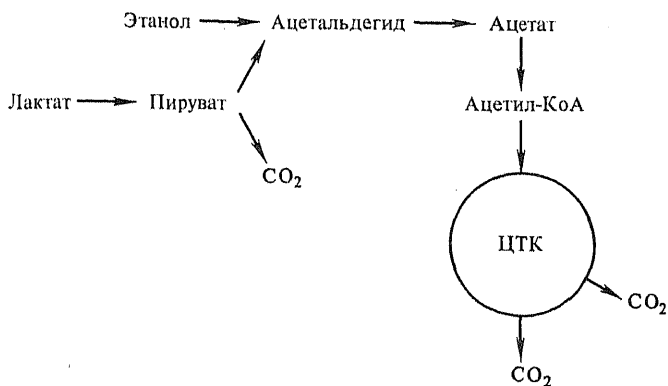 Этанол Ацетальдегид Ацетат
Лактат Пируват Ацетил-КоА
CO₂
ЦТК
CO₂
CO₂